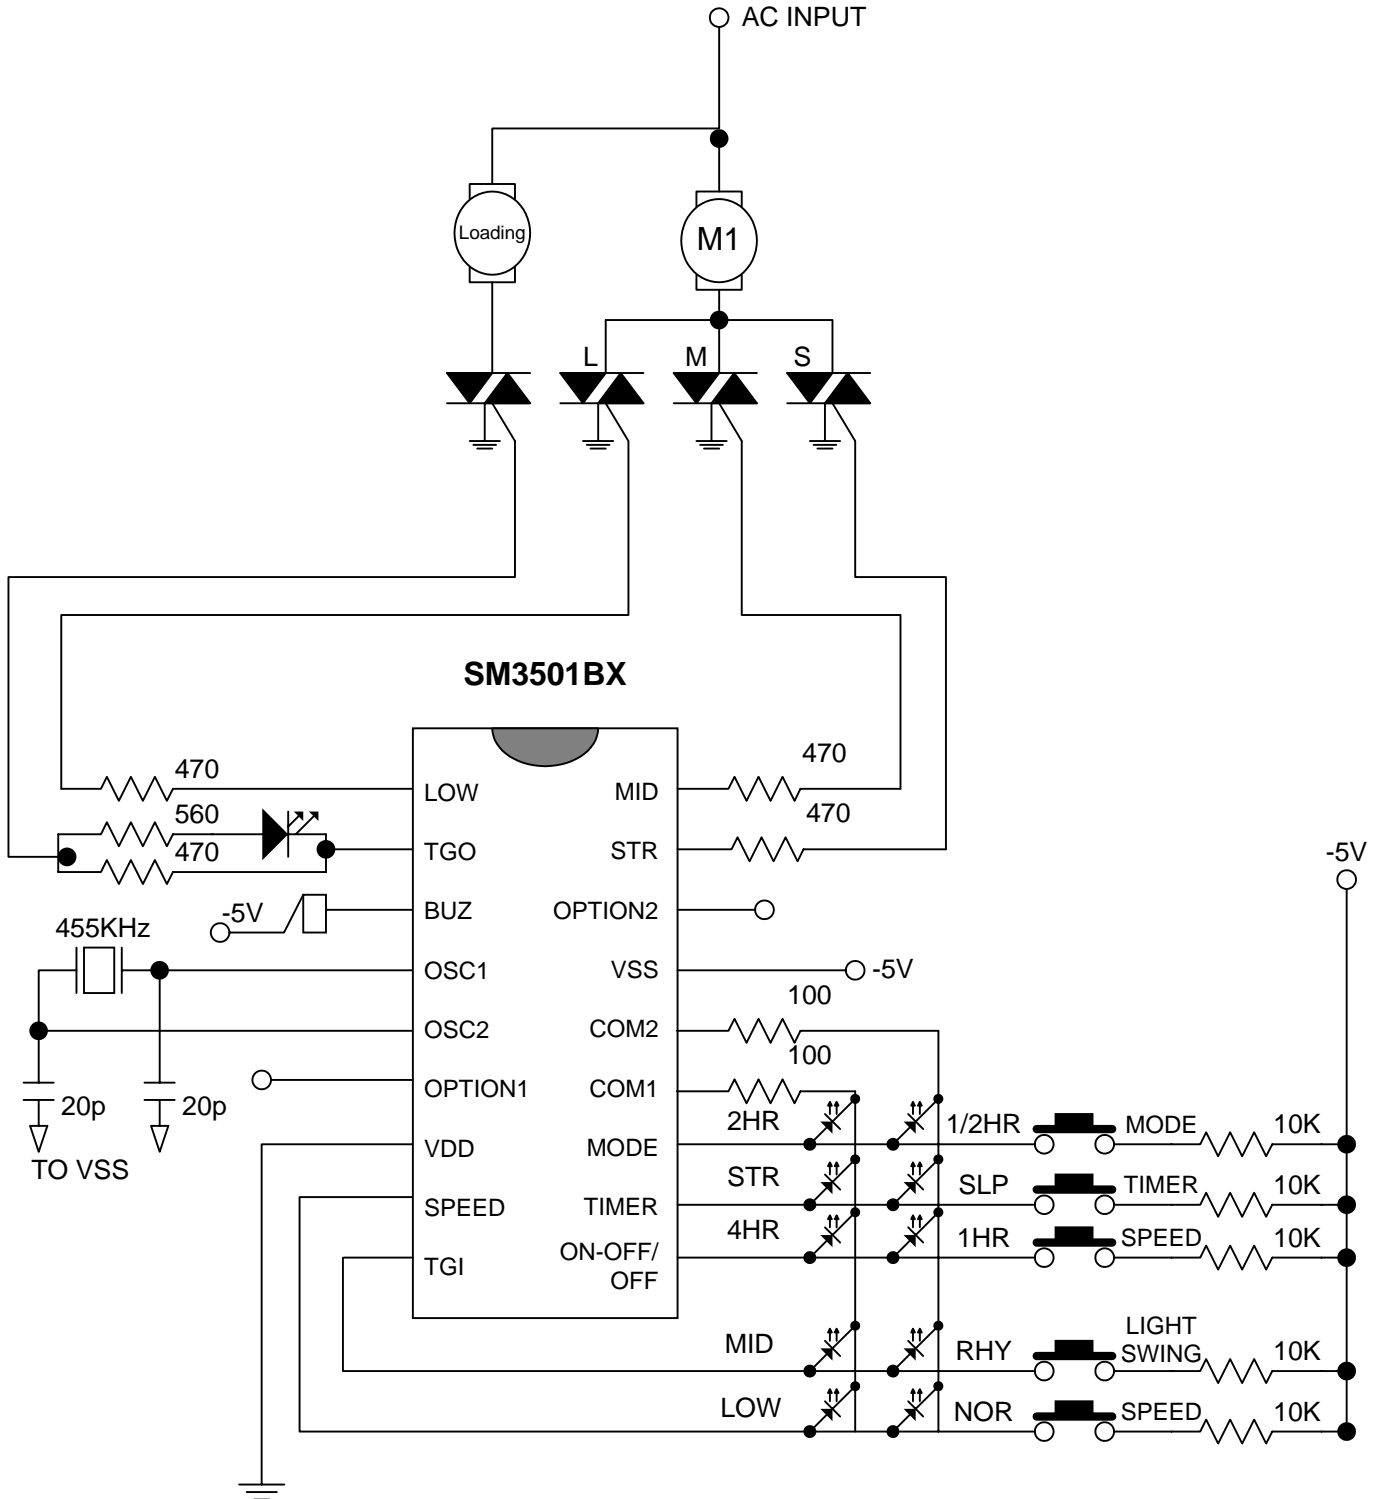 AC INPUT
Loading
M1
L
M
S
SM3501BX
470
560
470
470
470
LOW
MID
TGO
STR
-5V
-5V
BUZ
OPTION2
455KHz
OSC1
VSS
-5V
100
OSC2
COM2
100
OPTION1
COM1
20p
20p
2HR
1/2HR
MODE
10K
VDD
MODE
TO VSS
STR
SLP
TIMER
10K
SPEED
TIMER
4HR
1HR
SPEED
10K
TGI
ON-OFF/
OFF
MID
RHY
LIGHT
SWING
10K
LOW
NOR
SPEED
10K